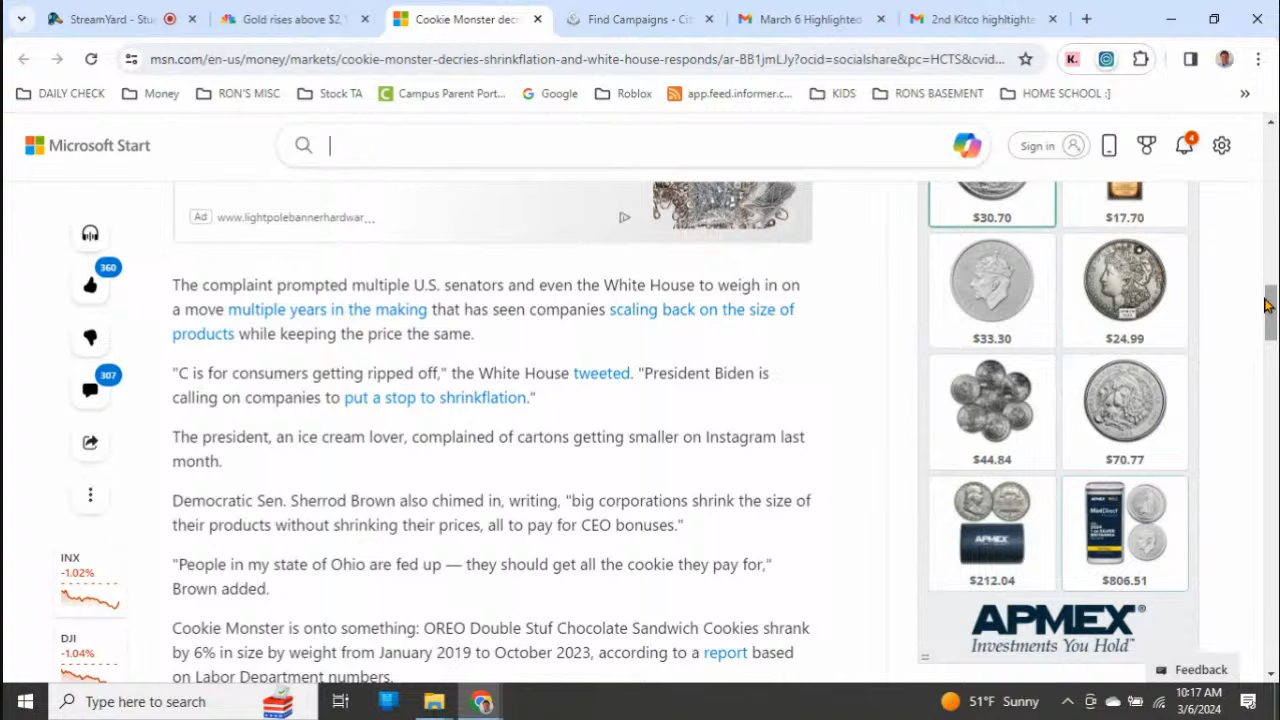 StreamYard - Stu
Gold rises above $2,
Cookie Monster decr
Find Campaigns - Ci
March 6 Highlighted
2nd Kitco highltighte
msn.com/en-us/money/markets/cookie-monster-decries-shrinkflation-and-white-house-responds/ar-BB1jmLJy?ocid=socialshare&pc=HCTS&cvid...
K.
DAILY CHECK
Money
RON'S MISC
Stock TA
Campus Parent Port...
Google
Roblox
app.feed.informer.c...
KIDS
RONS BASEMENT
HOME SCHOOL :]
»
Microsoft Start
Sign in
4
Ad www.lightpolebannerhardwar...
$30.70
$17.70
360
The complaint prompted multiple U.S. senators and even the White House to weigh in on
a move multiple years in the making that has seen companies scaling back on the size of
products while keeping the price the same.
$33.30
$24.99
307
"C is for consumers getting ripped off," the White House tweeted. "President Biden is
calling on companies to put a stop to shrinkflation."
The president, an ice cream lover, complained of cartons getting smaller on Instagram last
month.
$44.84
$70.77
Democratic Sen. Sherrod Brown also chimed in, writing, "big corporations shrink the size of
their products without shrinking their prices, all to pay for CEO bonuses."
APMEX
INX
-1.02%
"People in my state of Ohio are fed up — they should get all the cookie they pay for,"
Brown added.
$212.04
$806.51
Cookie Monster is onto something: OREO Double Stuf Chocolate Sandwich Cookies shrank
by 6% in size by weight from January 2019 to October 2023, according to a report based
on Labor Department numbers.
DJI
-1.04%
APMEX®
Investments You Hold™
Feedback
Type here to search
51°F Sunny
10:17 AM
3/6/2024